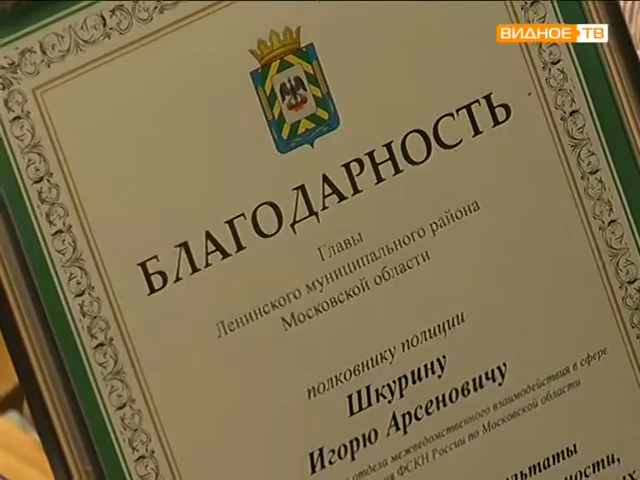 ВИДНОЕ ТВ
БЛАГОДАРНОСТЬ
Главы
Ленинского муниципального района
Московской области
полковнику полиции
Шкурину
Игорю Арсеновичу
отдела межведомственного взаимодействия в сфере
ФСКН России по Московской области